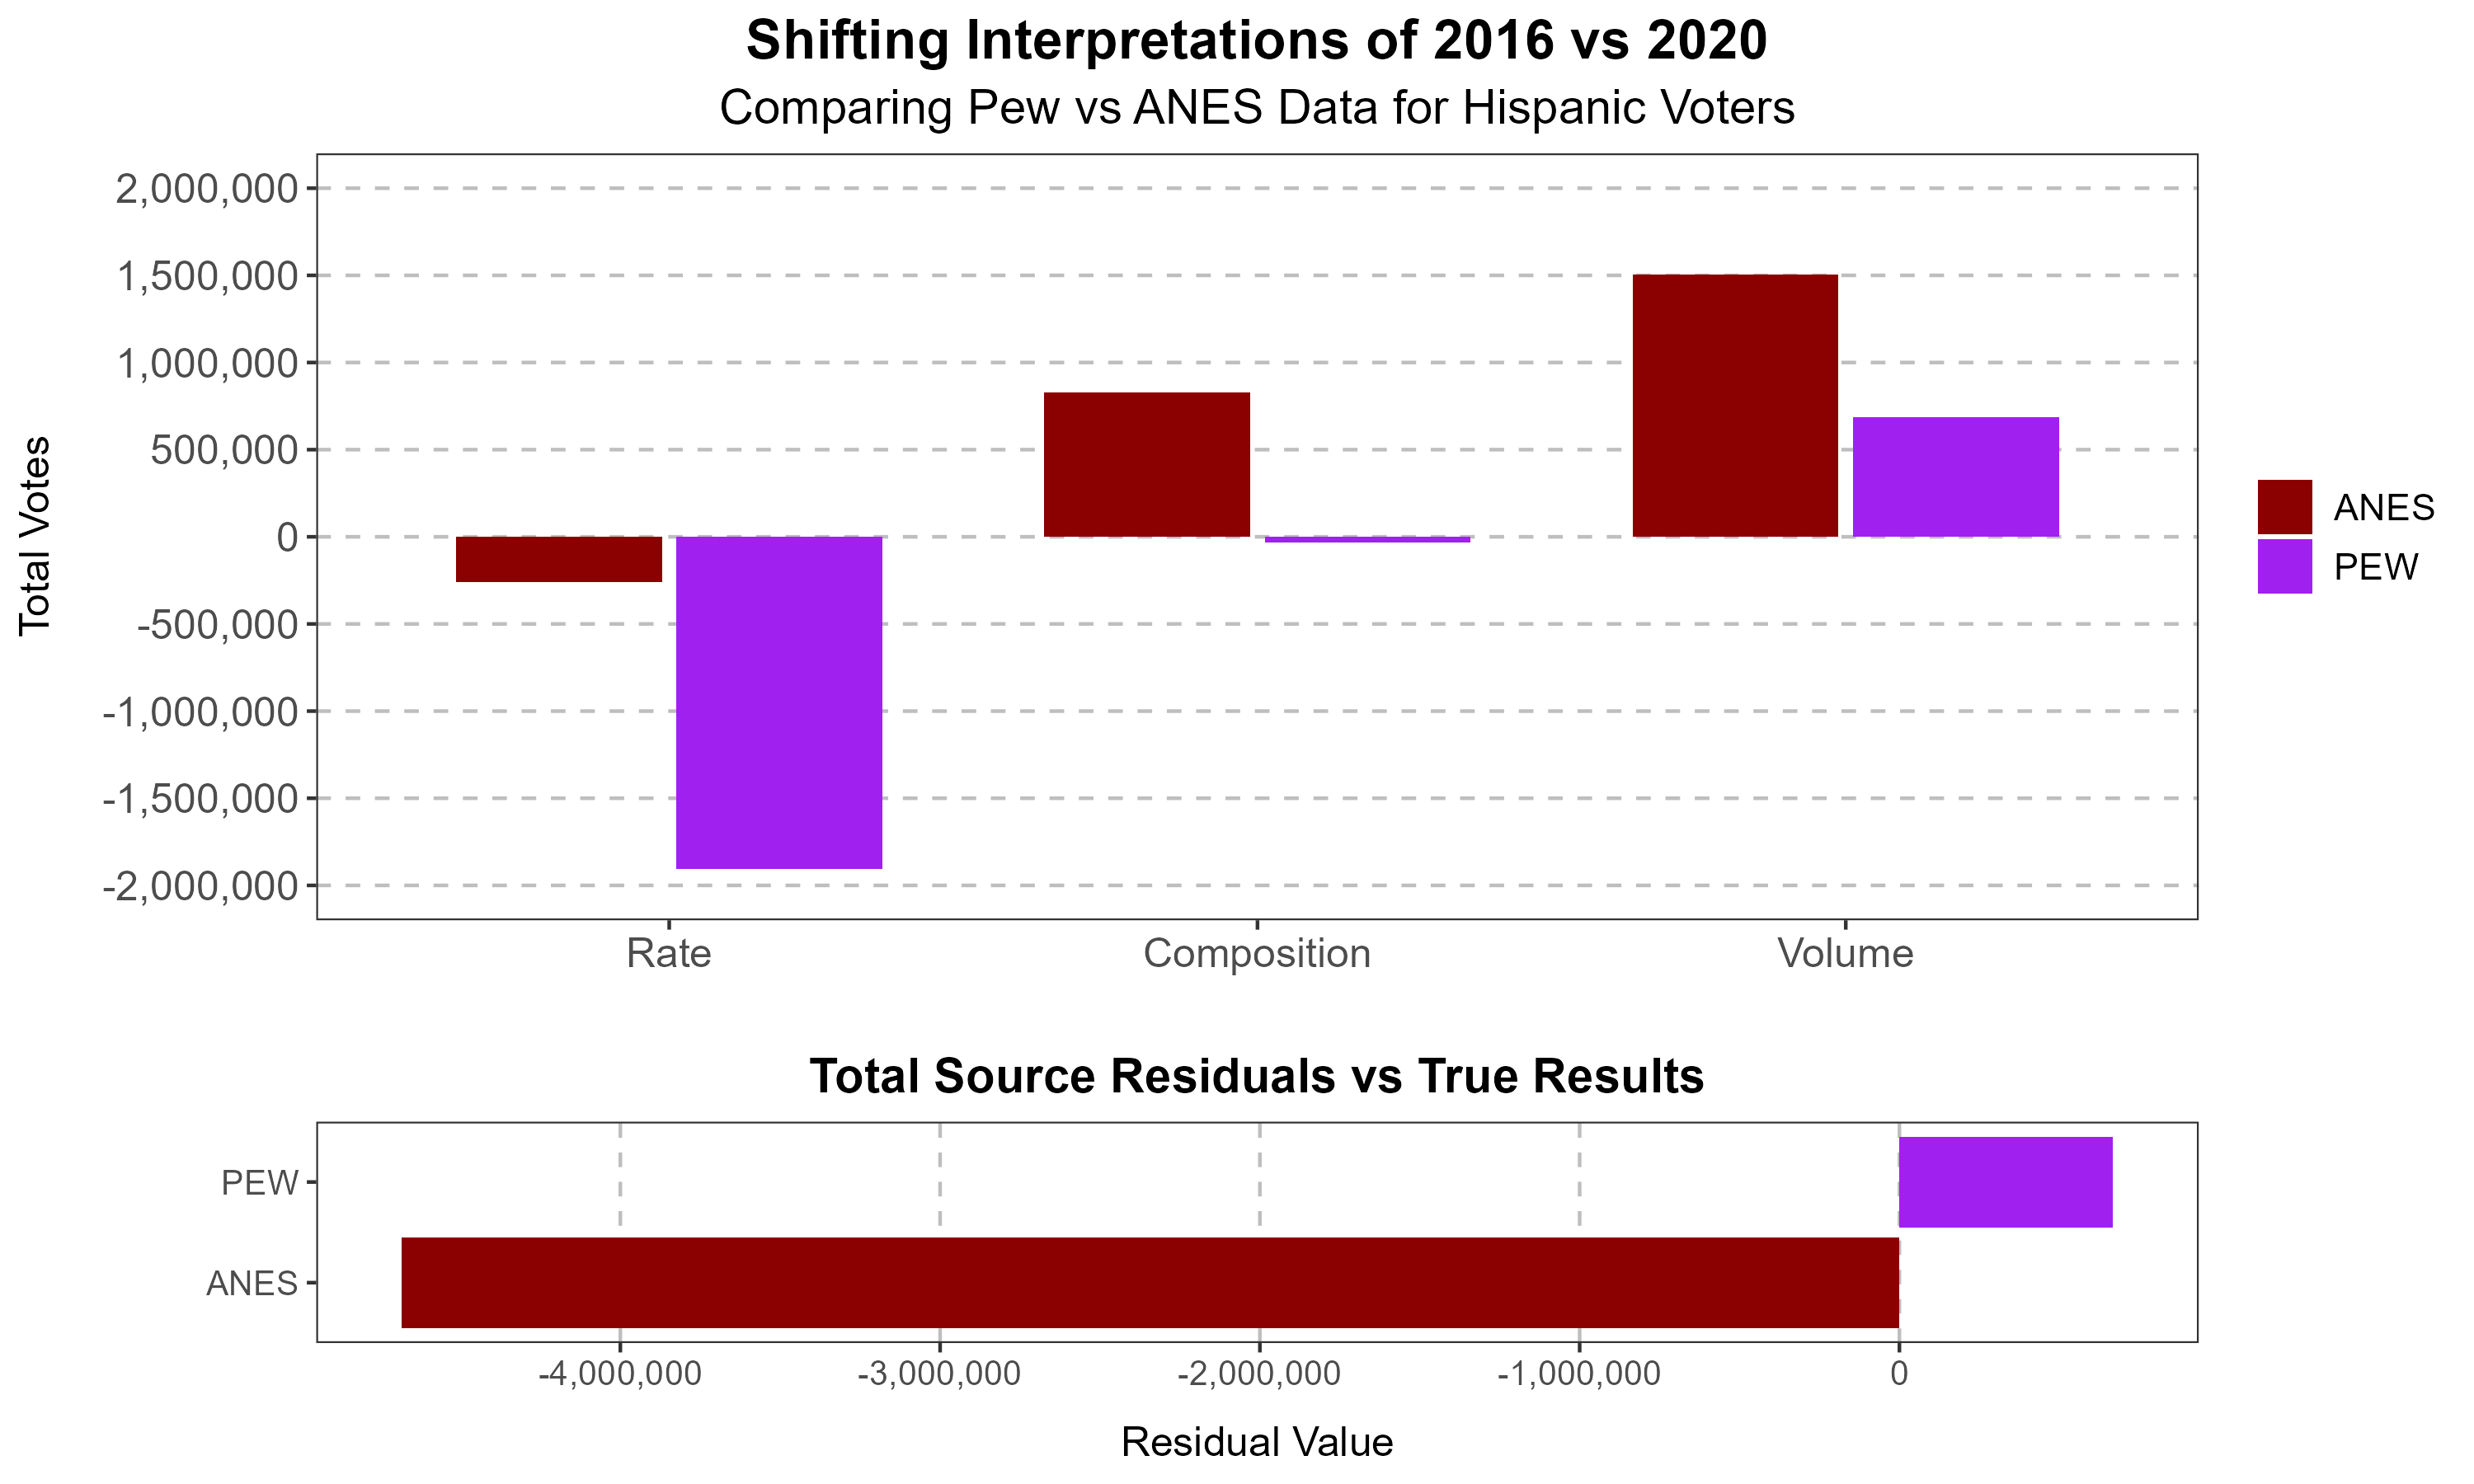 Shifting Interpretations of 2016 vs 2020
Comparing Pew vs ANES Data for Hispanic Voters
Total Votes
2,000,000
1,500,000
1,000,000
500,000
0
-500,000
-1,000,000
-1,500,000
-2,000,000
Rate Composition Volume
ANES
PEW
Total Source Residuals vs True Results
PEW
ANES
-4,000,000 -3,000,000 -2,000,000 -1,000,000 0
Residual Value